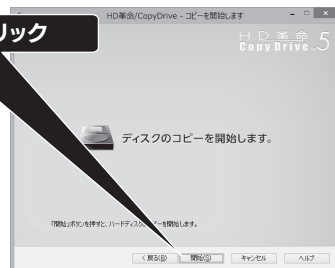 リック
HD革命/CopyDrive - コピーを開始します
HD革命
CopyDrive 5
ディスクのコピーを開始します。
「開始」ボタンを押すと、ハードディスクのコピーを開始します。
< 戻る(B)
開始(S)
キャンセル
ヘルプ